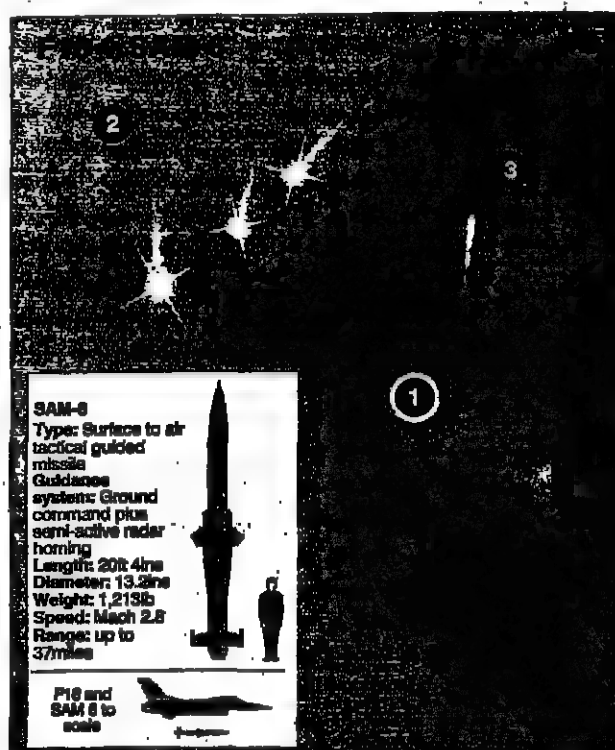 2
3
1
SAM-6
Type: Surface to air
tactical guided
missile
Guidance
system: Ground
command plus
semi-active radar
homing
Length: 20ft 4ins
Diameter: 13.2ins
Weight: 1,213lb
Speed: Mach 2.8
Range: up to
37miles
F16 and
SAM 6 to
scale